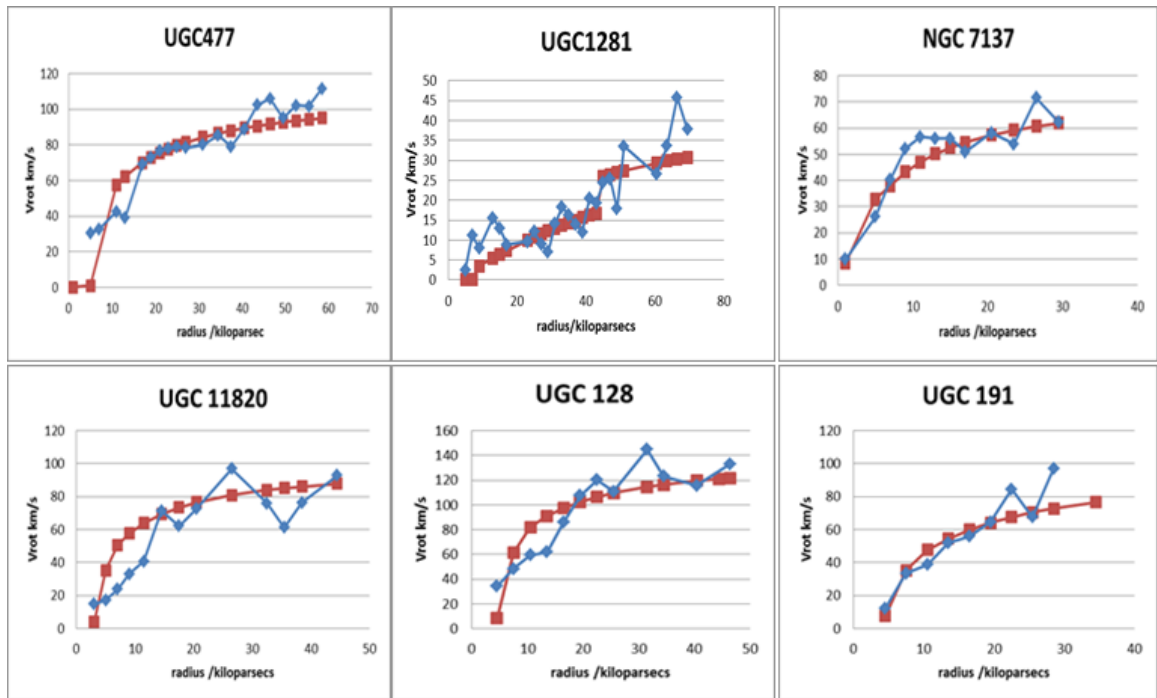 UGC477
120
100
80
60
40
20
0
Vrot km/s
0 10 20 30 40 50 60 70
radius /kiloparsec
UGC1281
50
45
40
35
30
25
20
15
10
5
0
Vrot /km/s
0 20 40 60 80
radius/kiloparsecs
NGC 7137
80
70
60
50
40
30
20
10
0
Vrot km/s
0 10 20 30 40
radius /kiloparsecs
UGC 11820
120
100
80
60
40
20
0
Vrot km/s
0 10 20 30 40 50
radius /kiloparsecs
UGC 128
160
140
120
100
80
60
40
20
0
Vrot km/s
0 10 20 30 40 50
radius /kiloparsecs
UGC 191
120
100
80
60
40
20
0
Vrot km/s
0 10 20 30 40
radius /kiloparsecs